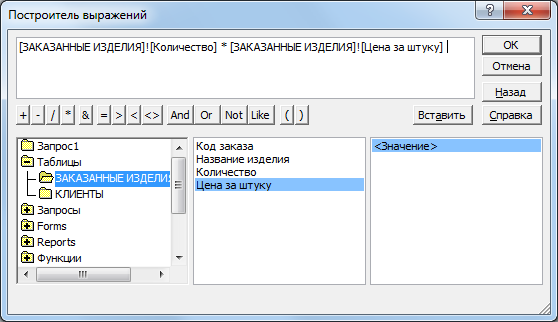 Построитель выражений
[ЗАКАЗАННЫЕ ИЗДЕЛИЯ]![Количество] * [ЗАКАЗАННЫЕ ИЗДЕЛИЯ]![Цена за штуку]
OK
Отмена
Назад
+ - / * & = > < <> And Or Not Like ( ) Вставить Справка
Запрос1
Таблицы
ЗАКАЗАННЫЕ ИЗДЕЛИЯ
КЛИЕНТЫ
Запросы
Forms
Reports
Функции
Код заказа
Название изделия
Количество
Цена за штуку
<Значение>